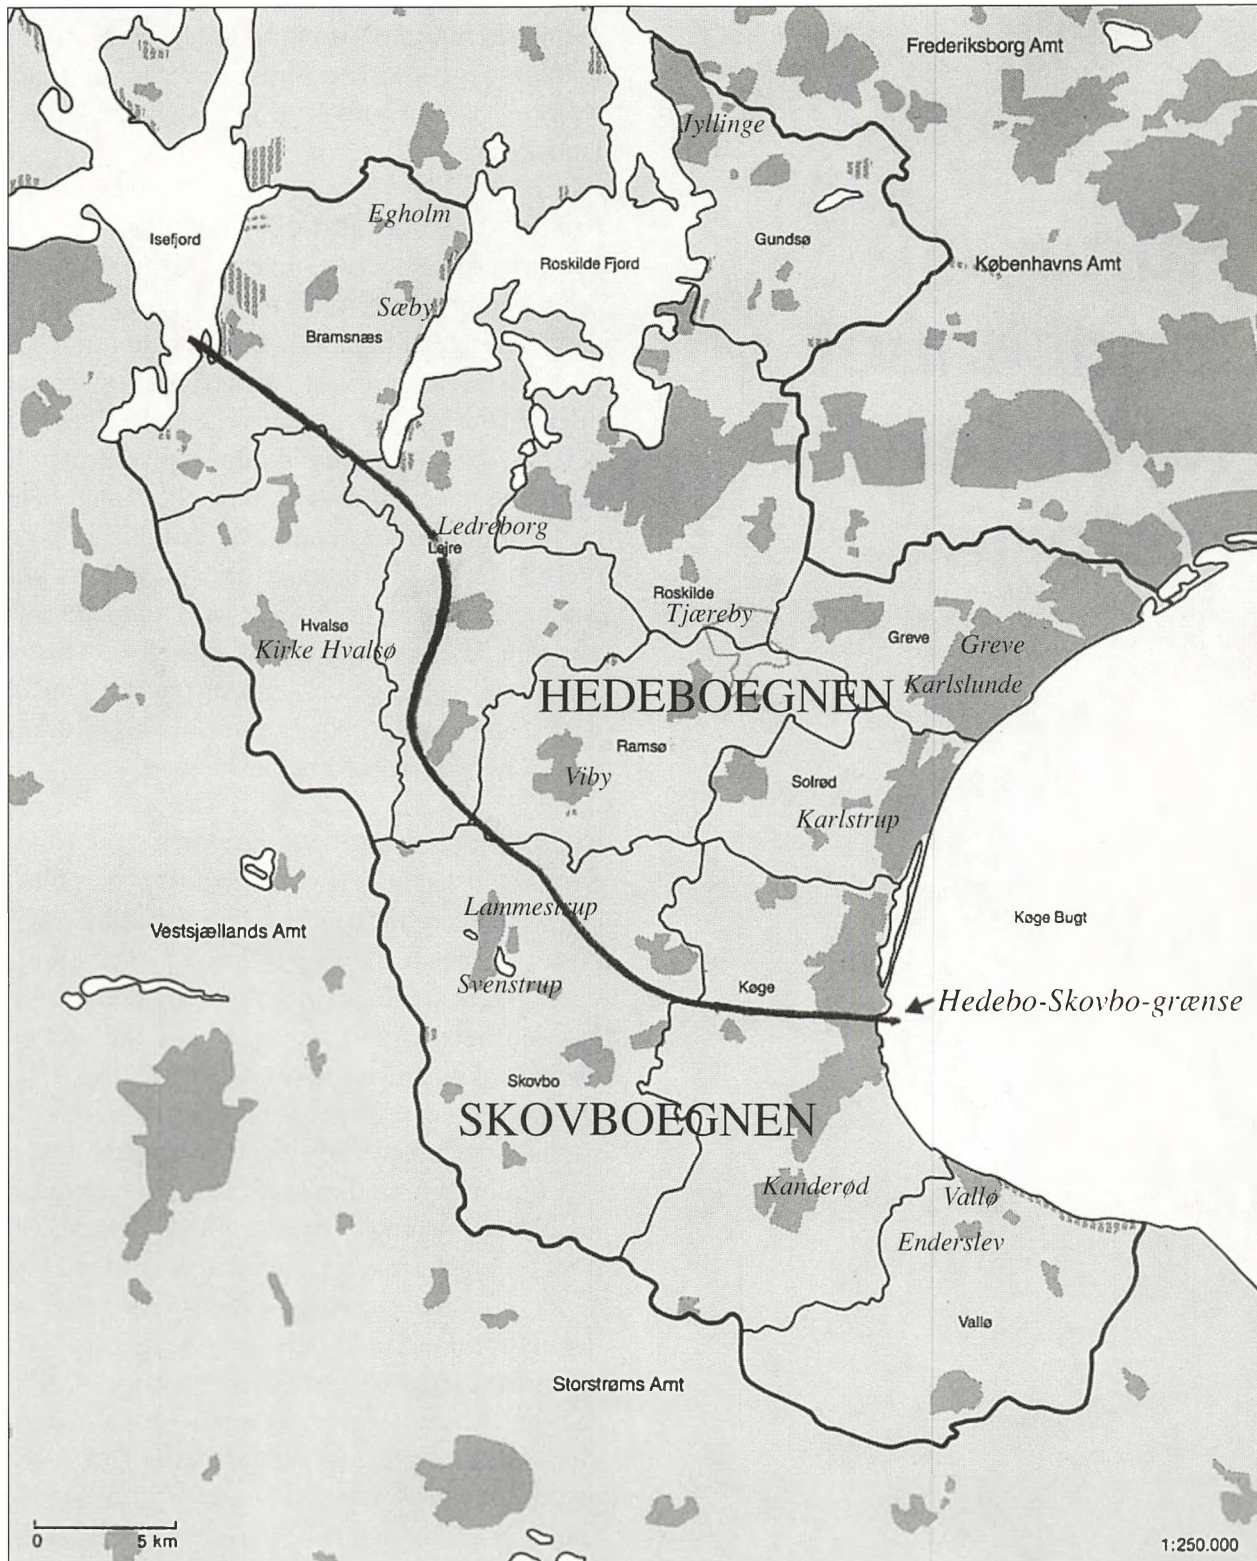 Frederiksborg Amt
Jyllinge
Egholm
Isefjord
Gundsø
Roskilde Fjord
Københavns Amt
Sæby
Bramsnæs
Ledreborg
Lejre
Roskilde
Tjæreby
Hvalsø
Kirke Hvalsø
Greve
Greve
Karlslunde
HEDEBOEGNEN
Ramsø
Viby
Solrød
Karlstrup
Lammestrup
Køge Bugt
Vestsjællands Amt
Svenstrup
Køge
Hedebo-Skovbo-grænse
Skovbo
SKOVBOEGNEN
Kanderød
Vallø
Enderslev
Vallø
Storstrøms Amt
0 5 km
1:250.000